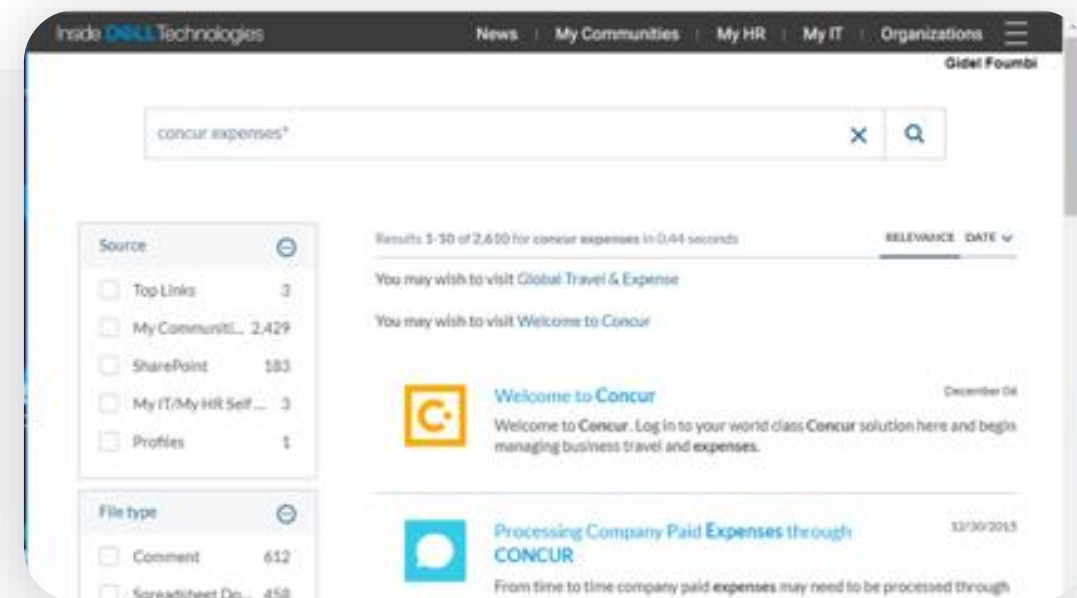 Inside DELL Technologies
News | My Communities | My HR | My IT | Organizations
Gidel Foumbi
concur expenses*
Source
Top Links 3
My Communiti... 2,429
SharePoint 183
My IT/My HR Self ... 3
Profiles 1
File type
Comment 612
Spreadsheet Do... 458
Results 1-10 of 2,610 for concur expenses in 0.44 seconds
RELEVANCE DATE
You may wish to visit Global Travel & Expense
You may wish to visit Welcome to Concur
Welcome to Concur
December 04
Welcome to Concur. Log in to your world class Concur solution here and begin
managing business travel and expenses.
Processing Company Paid Expenses through
CONCUR
12/30/2015
From time to time company paid expenses may need to be processed through